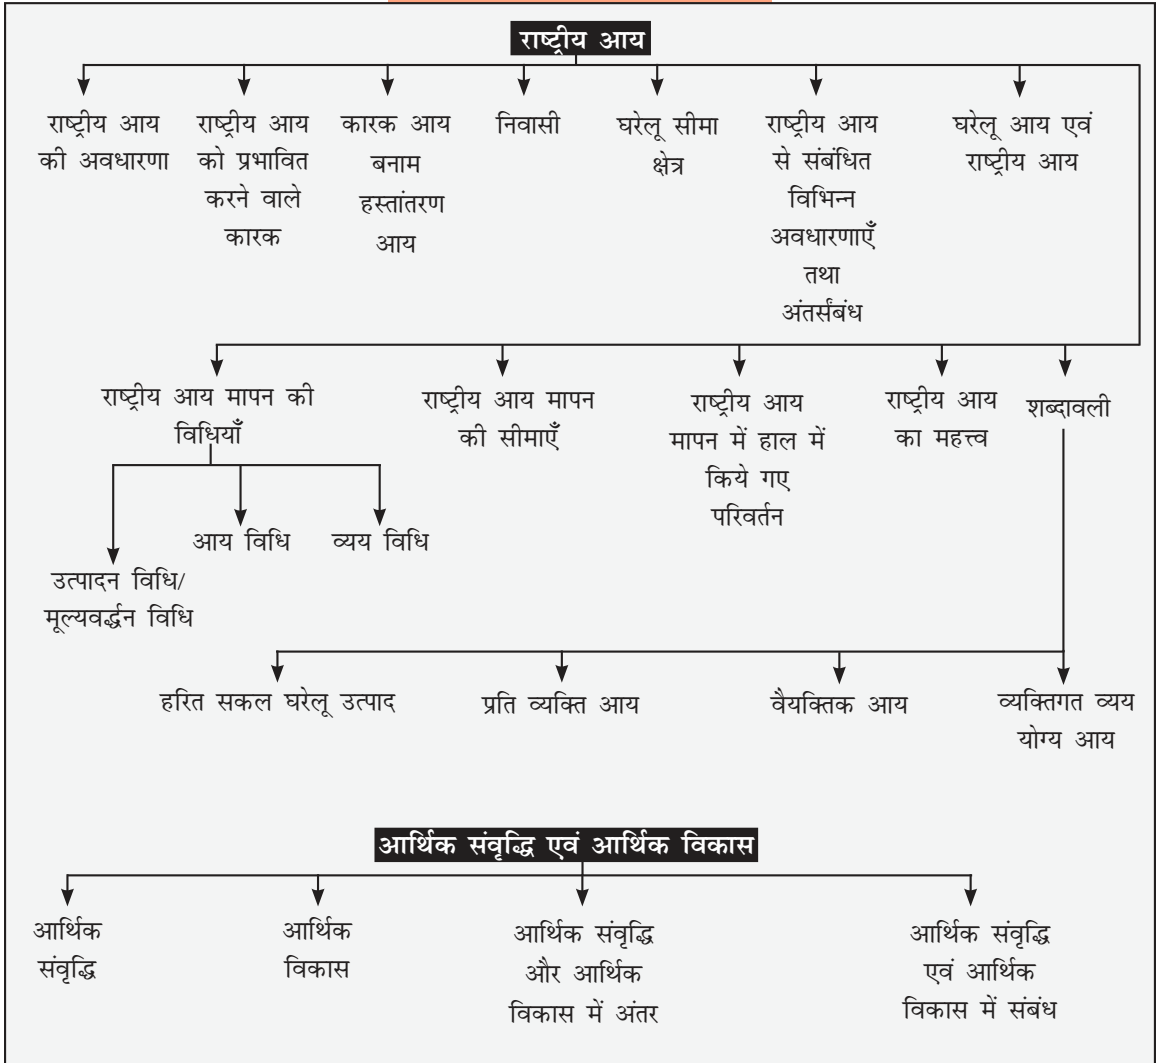 राष्ट्रीय आय
राष्ट्रीय आय
की अवधारणा
राष्ट्रीय आय
को प्रभावित
करने वाले
कारक
कारक आय
बनाम
हस्तांतरण
आय
निवासी
घरेलू सीमा
क्षेत्र
राष्ट्रीय आय
से संबंधित
विभिन्न
अवधारणाएँ
तथा
अंतर्संबंध
घरेलू आय एवं
राष्ट्रीय आय
राष्ट्रीय आय मापन की
विधियाँ
राष्ट्रीय आय मापन
की सीमाएँ
राष्ट्रीय आय
मापन में हाल में
किये गए
परिवर्तन
राष्ट्रीय आय
का महत्त्व
शब्दावली
उत्पादन विधि/
मूल्यवर्द्धन विधि
आय विधि
व्यय विधि
हरित सकल घरेलू उत्पाद
प्रति व्यक्ति आय
वैयक्तिक आय
व्यक्तिगत व्यय
योग्य आय
आर्थिक संवृद्धि एवं आर्थिक विकास
आर्थिक
संवृद्धि
आर्थिक
विकास
आर्थिक संवृद्धि
और आर्थिक
विकास में अंतर
आर्थिक संवृद्धि
एवं आर्थिक
विकास में संबंध